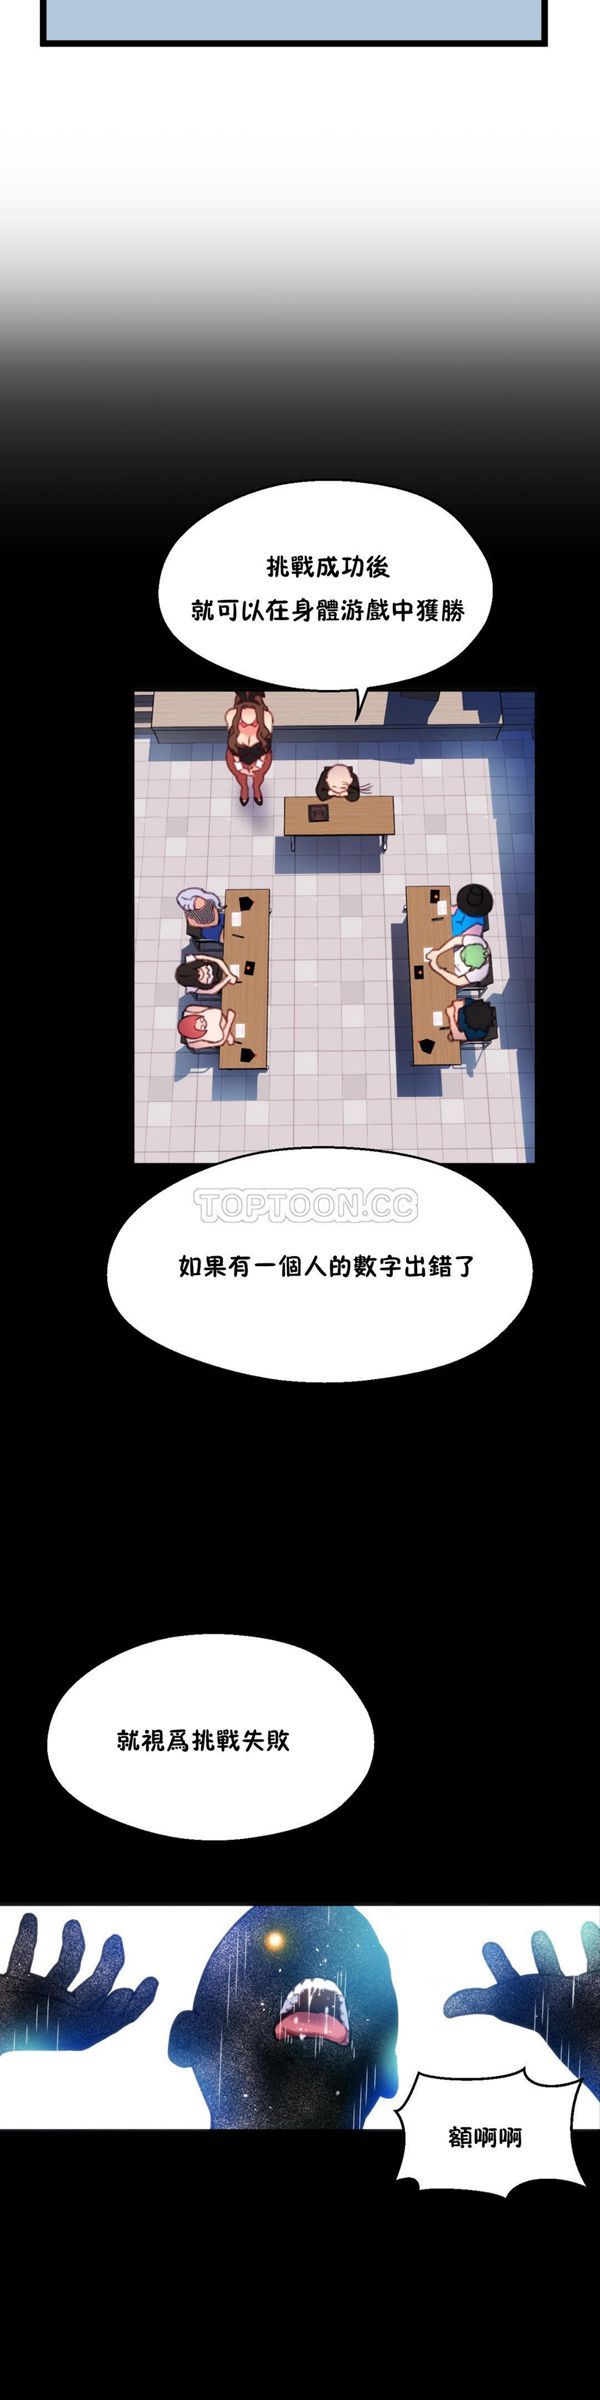 挑戰成功後
就可以在身體游戲中獲勝
TOPTOON.CC
如果有一個人的數字出錯了
就視爲挑戰失敗
額啊啊